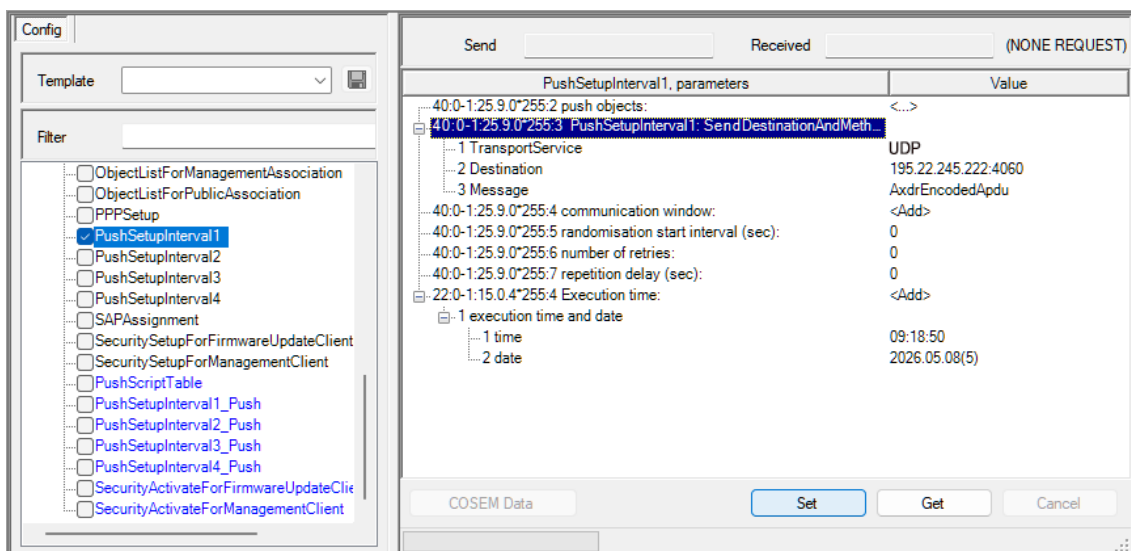 Config
Template
Filter
ObjectListForManagementAssociation
ObjectListForPublicAssociation
PPPSetup
PushSetupInterval1
PushSetupInterval2
PushSetupInterval3
PushSetupInterval4
SAPAssignment
SecuritySetupForFirmwareUpdateClient
SecuritySetupForManagementClient
PushScriptTable
PushSetupInterval1_Push
PushSetupInterval2_Push
PushSetupInterval3_Push
PushSetupInterval4_Push
SecurityActivateForFirmwareUpdateClie
SecurityActivateForManagementClient
Send Received (NONE REQUEST)
PushSetupInterval1, parameters Value
40:0-1:25.9.0*255:2 push objects: <...>
40:0-1:25.9.0*255:3 PushSetupInterval1: SendDestinationAndMeth...
1 TransportService UDP
2 Destination 195.22.245.222:4060
3 Message AxdrEncodedApdu
40:0-1:25.9.0*255:4 communication window: <Add>
40:0-1:25.9.0*255:5 randomisation start interval (sec): 0
40:0-1:25.9.0*255:6 number of retries: 0
40:0-1:25.9.0*255:7 repetition delay (sec): 0
22:0-1:15.0.4*255:4 Execution time: <Add>
1 execution time and date
1 time 09:18:50
2 date 2026.05.08(5)
COSEM Data Set Get Cancel